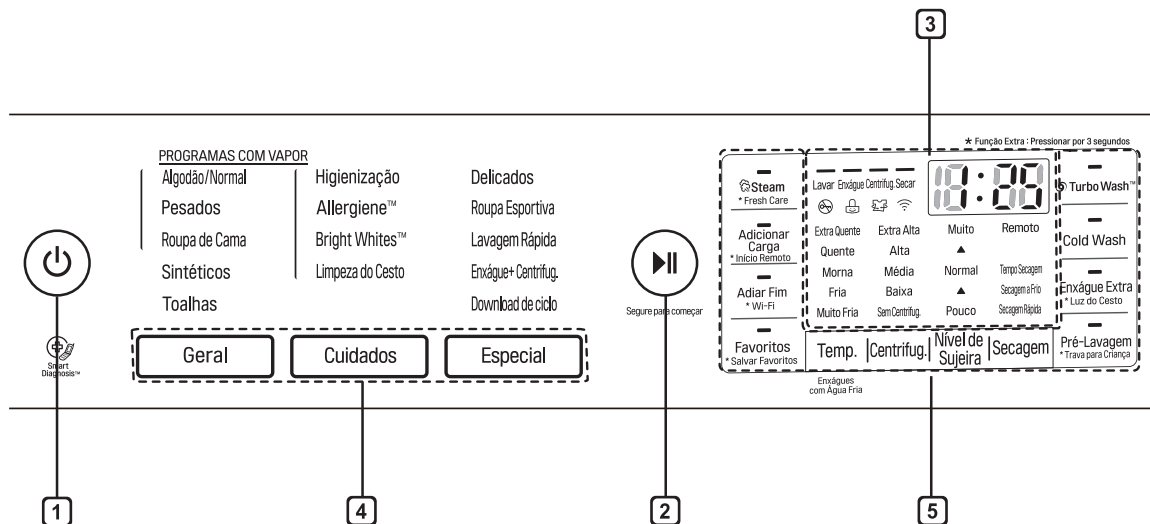 3
* Função Extra : Pressionar por 3 segundos
PROGRAMAS COM VAPOR
Algodão/Normal
Pesados
Roupa de Cama
Sintéticos
Toalhas
Higienização
Allergiene™
Bright Whites™
Limpeza do Cesto
Delicados
Roupa Esportiva
Lavagem Rápida
Enxágue+ Centrifug.
Download de ciclo
Geral
Cuidados
Especial
Smart
Diagnosis™
Segure para começar
Steam
* Fresh Care
Adicionar
Carga
* Início Remoto
Adiar Fim
* Wi-Fi
Favoritos
* Salvar Favoritos
Lavar Enxágue Centrifug. Secar
1:25
Extra Quente
Quente
Morna
Fria
Muito Fria
Extra Alta
Alta
Média
Baixa
Sem Centrifug.
Muito
Normal
Pouco
Remoto
Tempo Secagem
Secagem a Frio
Secagem Rápida
Temp.
Centrifug.
Nível de
Sujeira
Secagem
Enxágues
com Água Fria
Turbo Wash™
Cold Wash
Enxágue Extra
* Luz do Cesto
Pré-Lavagem
* Trava para Criança
1
4
2
5